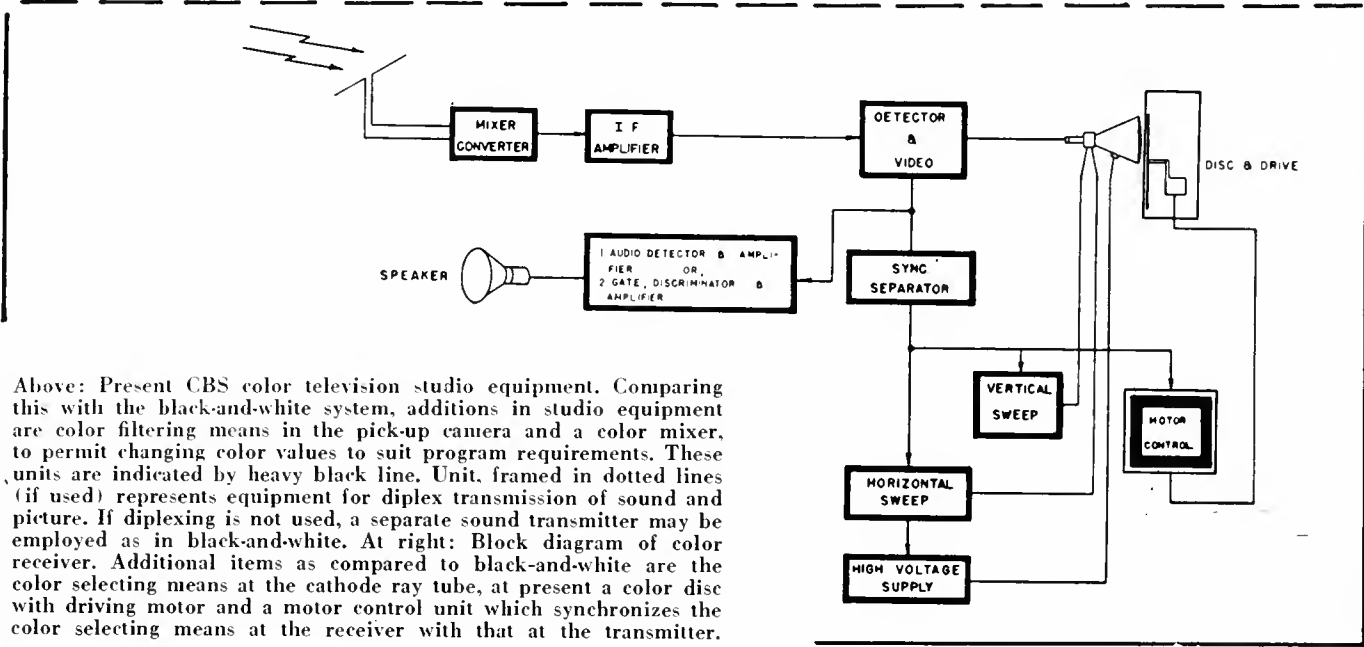 MIXER
CONVERTER
I F
AMPLIFIER
DETECTOR
&
VIDEO
DISC & DRIVE
SPEAKER
1 AUDIO DETECTOR & AMPLI-
FIER OR,
2 GATE, DISCRIMINATOR &
AMPLIFIER
SYNC
SEPARATOR
VERTICAL
SWEEP
MOTOR
CONTROL
HORIZONTAL
SWEEP
HIGH VOLTAGE
SUPPLY
Above: Present CBS color television studio equipment. Comparing
this with the black-and-white system, additions in studio equipment
are color filtering means in the pick-up camera and a color mixer,
to permit changing color values to suit program requirements. These
units are indicated by heavy black line. Unit. framed in dotted lines
(if used) represents equipment for diplex transmission of sound and
picture. If diplexing is not used, a separate sound transmitter may be
employed as in black-and-white. At right: Block diagram of color
receiver. Additional items as compared to black-and-white are the
color selecting means at the cathode ray tube, at present a color disc
with driving motor and a motor control unit which synchronizes the
color selecting means at the receiver with that at the transmitter.